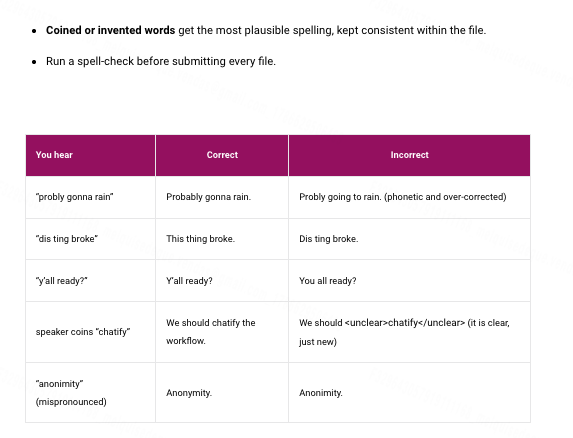 Coined or invented words get the most plausible spelling, kept consistent within the file.
Run a spell-check before submitting every file.
You hear Correct Incorrect
“probly gonna rain” Probably gonna rain. Probly going to rain. (phonetic and over-corrected)
“dis ting broke” This thing broke. Dis ting broke.
“y’all ready?” Y’all ready? You all ready?
speaker coins “chatify”
We should chatify the
workflow.
We should <unclear>chatify</unclear> (it is clear,
just new)
“anonimity”
(mispronounced)
Anonymity.
Anonimity.